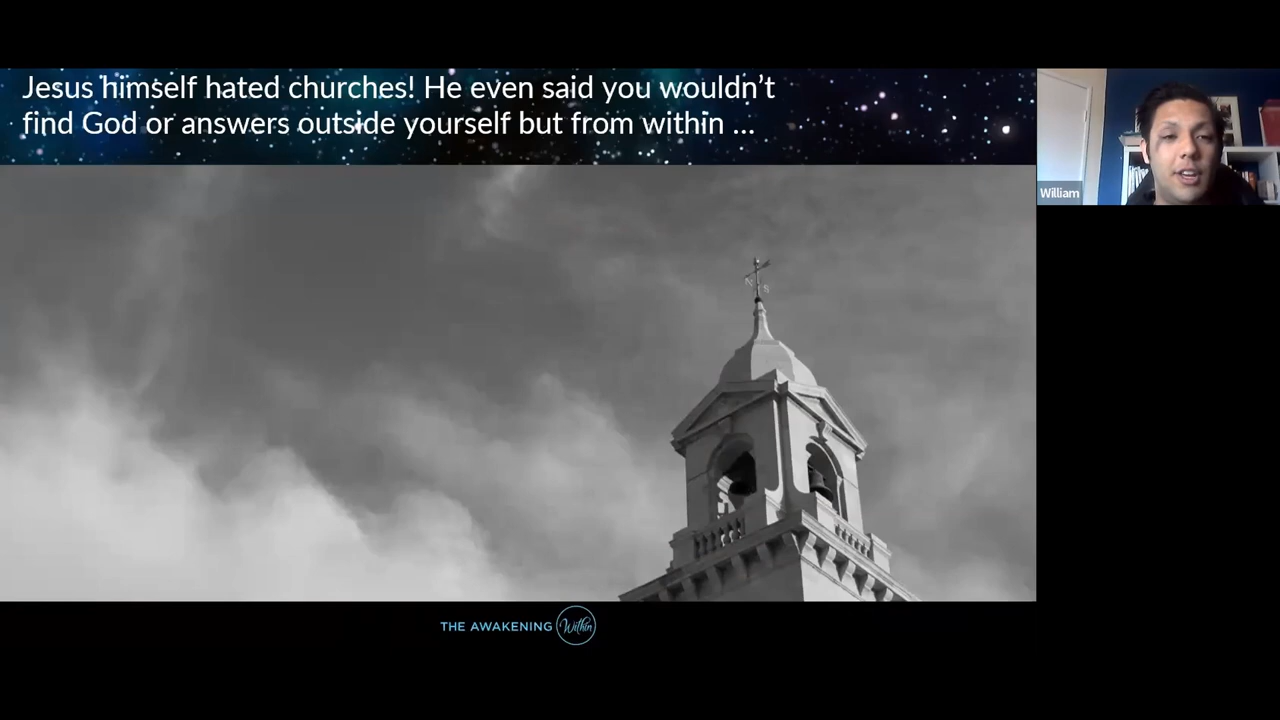 Jesus himself hated churches! He even said you wouldn’t
find God or answers outside yourself but from within ...
William
N S
THE AWAKENING Within